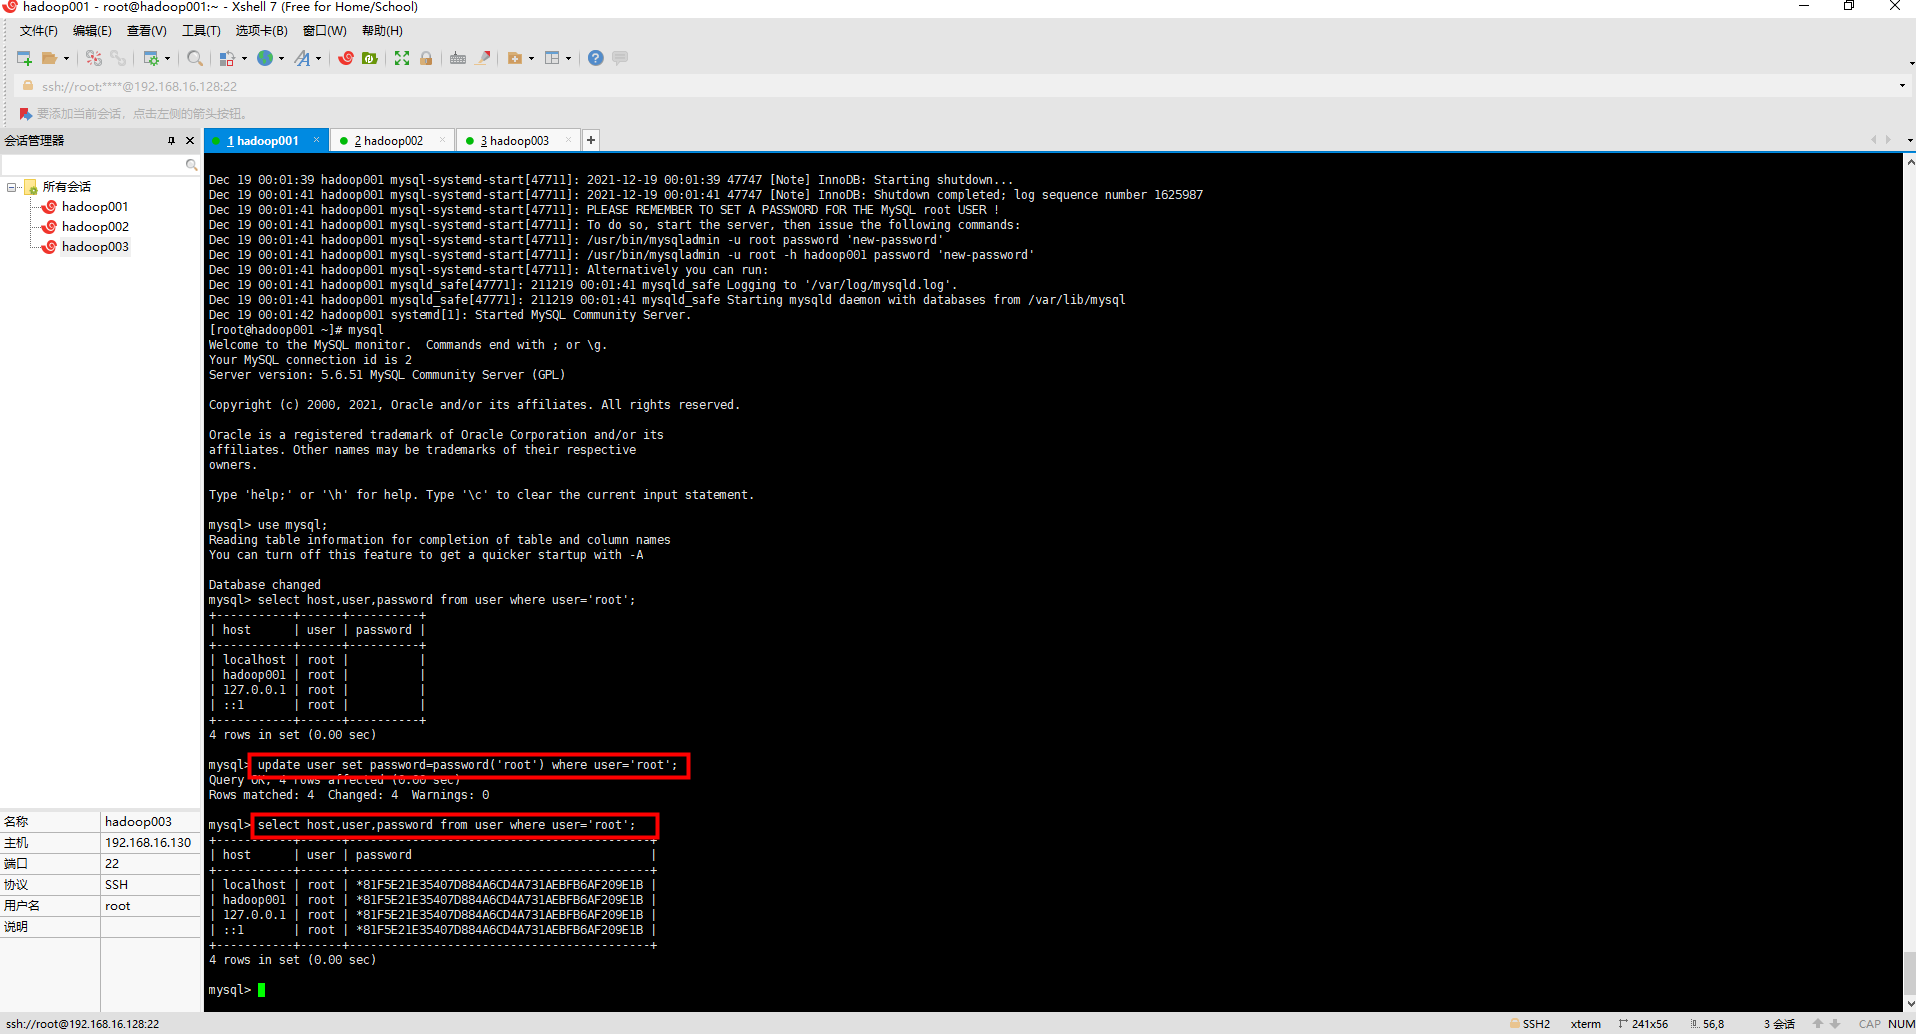 hadoop001 - root@hadoop001:~ - Xshell 7 (Free for Home/School)
文件(F) 编辑(E) 查看(V) 工具(T) 选项卡(B) 窗口(W) 帮助(H)
ssh://root:****@192.168.16.128:22
要添加当前会话，点击左侧的箭头按钮。
会话管理器
1 hadoop001 2 hadoop002 3 hadoop003
所有会话
hadoop001
hadoop002
hadoop003
Dec 19 00:01:39 hadoop001 mysql-systemd-start[47711]: 2021-12-19 00:01:39 47747 [Note] InnoDB: Starting shutdown...
Dec 19 00:01:41 hadoop001 mysql-systemd-start[47711]: 2021-12-19 00:01:41 47747 [Note] InnoDB: Shutdown completed; log sequence number 1625987
Dec 19 00:01:41 hadoop001 mysql-systemd-start[47711]: PLEASE REMEMBER TO SET A PASSWORD FOR THE MySQL root USER !
Dec 19 00:01:41 hadoop001 mysql-systemd-start[47711]: To do so, start the server, then issue the following commands:
Dec 19 00:01:41 hadoop001 mysql-systemd-start[47711]: /usr/bin/mysqladmin -u root password 'new-password'
Dec 19 00:01:41 hadoop001 mysql-systemd-start[47711]: /usr/bin/mysqladmin -u root -h hadoop001 password 'new-password'
Dec 19 00:01:41 hadoop001 mysql-systemd-start[47711]: Alternatively you can run:
Dec 19 00:01:41 hadoop001 mysqld_safe[47771]: 211219 00:01:41 mysqld_safe Logging to '/var/log/mysqld.log'.
Dec 19 00:01:41 hadoop001 mysqld_safe[47771]: 211219 00:01:41 mysqld_safe Starting mysqld daemon with databases from /var/lib/mysql
Dec 19 00:01:42 hadoop001 systemd[1]: Started MySQL Community Server.
[root@hadoop001 ~]# mysql
Welcome to the MySQL monitor.  Commands end with ; or \g.
Your MySQL connection id is 2
Server version: 5.6.51 MySQL Community Server (GPL)
Copyright (c) 2000, 2021, Oracle and/or its affiliates. All rights reserved.
Oracle is a registered trademark of Oracle Corporation and/or its
affiliates. Other names may be trademarks of their respective
owners.
Type 'help;' or '\h' for help. Type '\c' to clear the current input statement.
mysql> use mysql;
Reading table information for completion of table and column names
You can turn off this feature to get a quicker startup with -A
Database changed
mysql> select host,user,password from user where user='root';
+-----------+------+----------+
| host      | user | password |
+-----------+------+----------+
| localhost | root |          |
| hadoop001 | root |          |
| 127.0.0.1 | root |          |
| ::1       | root |          |
+-----------+------+----------+
4 rows in set (0.00 sec)
mysql> update user set password=password('root') where user='root';
Query OK, 4 rows affected (0.00 sec)
Rows matched: 4  Changed: 4  Warnings: 0
mysql> select host,user,password from user where user='root';
+-----------+------+-------------------------------------------+
| host      | user | password                                  |
+-----------+------+-------------------------------------------+
| localhost | root | *81F5E21E35407D884A6CD4A731AEBFB6AF209E1B |
| hadoop001 | root | *81F5E21E35407D884A6CD4A731AEBFB6AF209E1B |
| 127.0.0.1 | root | *81F5E21E35407D884A6CD4A731AEBFB6AF209E1B |
| ::1       | root | *81F5E21E35407D884A6CD4A731AEBFB6AF209E1B |
+-----------+------+-------------------------------------------+
4 rows in set (0.00 sec)
mysql>
名称 hadoop003
主机 192.168.16.130
端口 22
协议 SSH
用户名 root
说明
ssh://root@192.168.16.128:22 SSH2 xterm 241x56 56,8 3 会话 CAP NUM